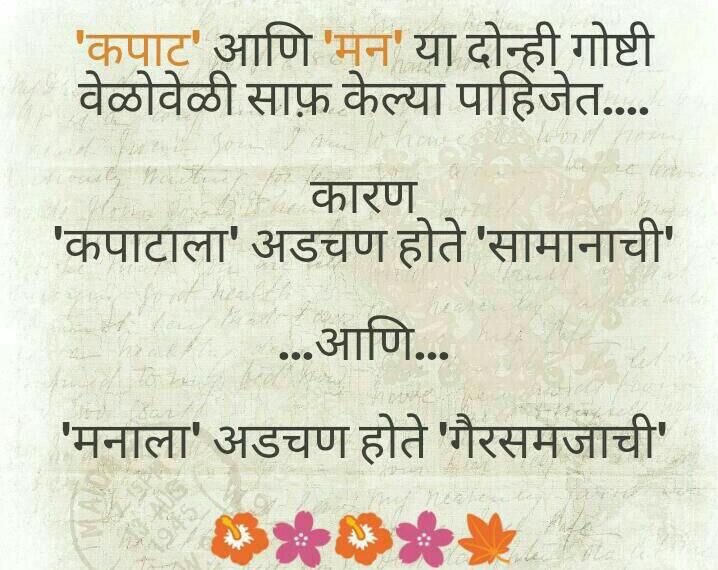 'कपाट' आणि 'मन' या दोन्ही गोष्टी
वेळोवेळी साफ़ केल्या पाहिजेत....
कारण
'कपाटाला' अडचण होते 'सामानाची'
...आणि...
'मनाला' अडचण होते 'गैरसमजाची'